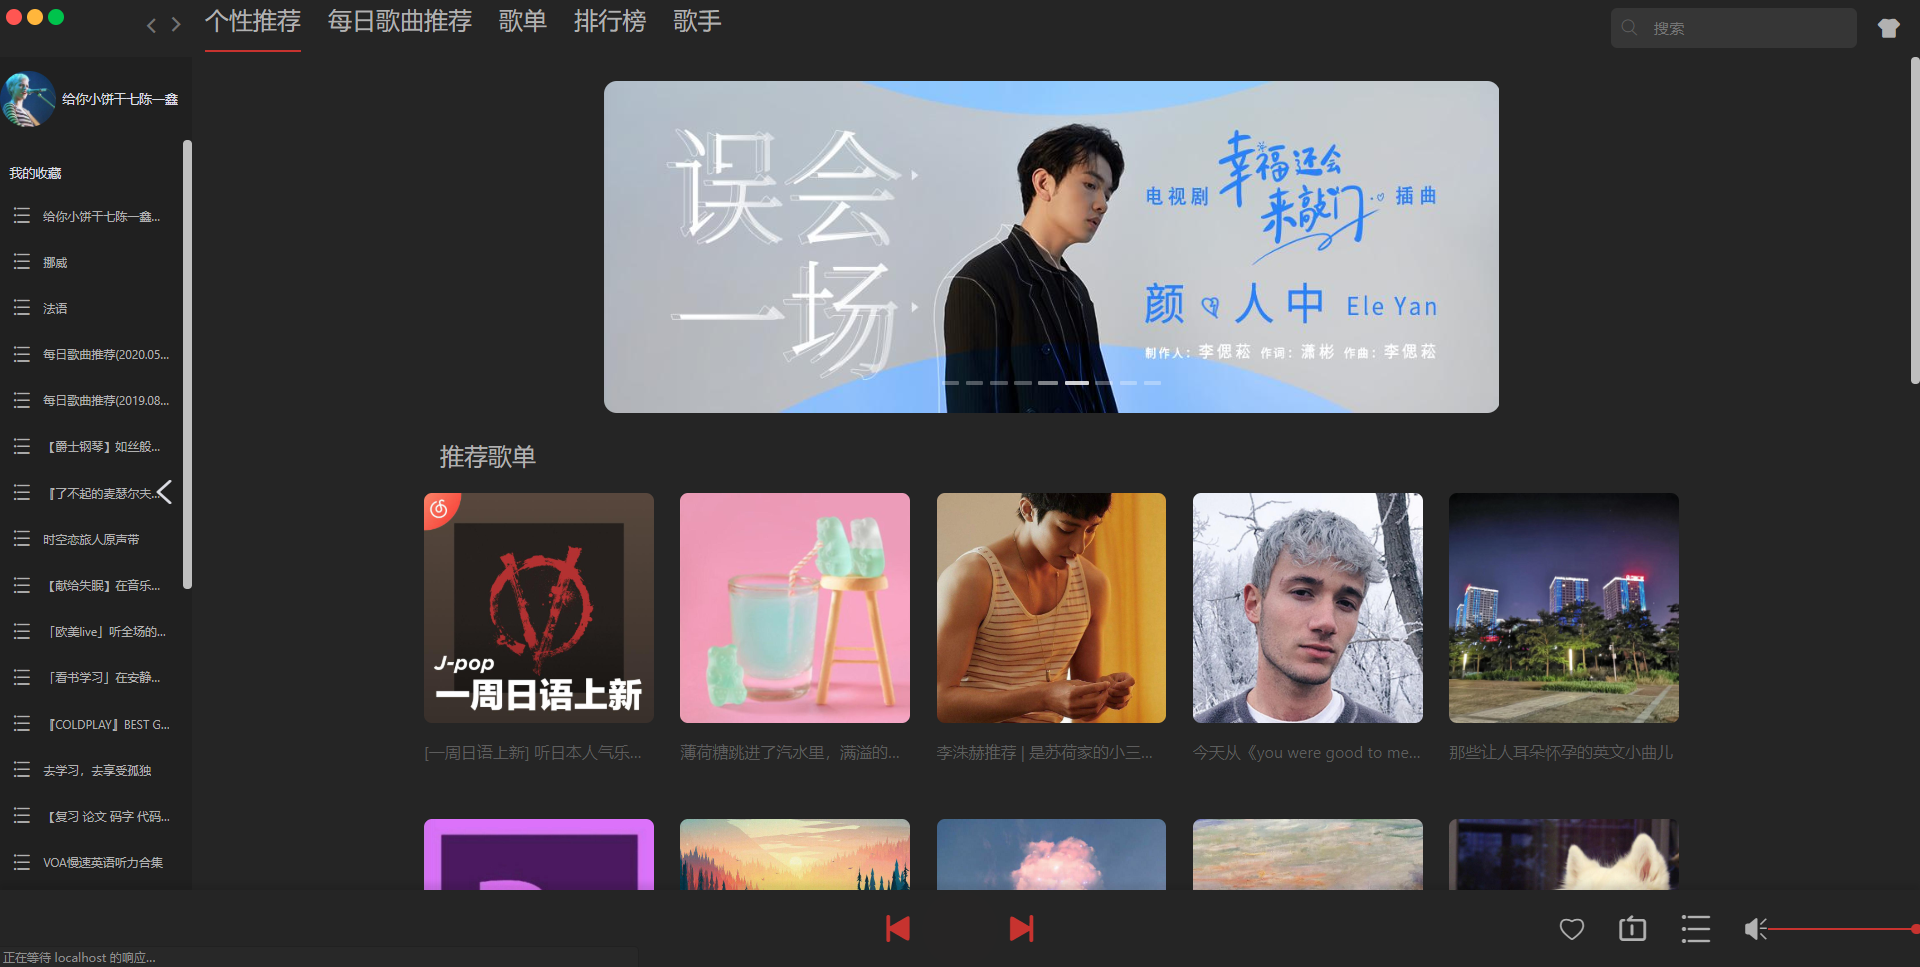 个性推荐 每日歌曲推荐 歌单 排行榜 歌手
搜索
给你小饼干七陈一鑫
我的收藏
给你小饼干七陈一鑫...
挪威
法语
每日歌曲推荐(2020.05...
每日歌曲推荐(2019.08...
【爵士钢琴】如丝般...
『了不起的麦瑟尔夫...
时空恋旅人原声带
【献给失眠】在音乐...
「欧美live」听全场的...
「看书学习」在安静...
『COLDPLAY』BEST G...
去学习，去享受孤独
【复习 论文 码字 代码...
VOA慢速英语听力合集
误会
一场
电视剧 幸福还会来敲门 插曲
颜人中 Ele Yan
制作人：李偲菘 作词：潇彬 作曲：李偲菘
推荐歌单
J-pop
一周日语上新
[一周日语上新] 听日本人气乐...
薄荷糖跳进了汽水里，满溢的...
李洙赫推荐 | 是苏荷家的小三...
今天从《you were good to me...
那些让人耳朵怀孕的英文小曲儿
正在等待 localhost 的响应...